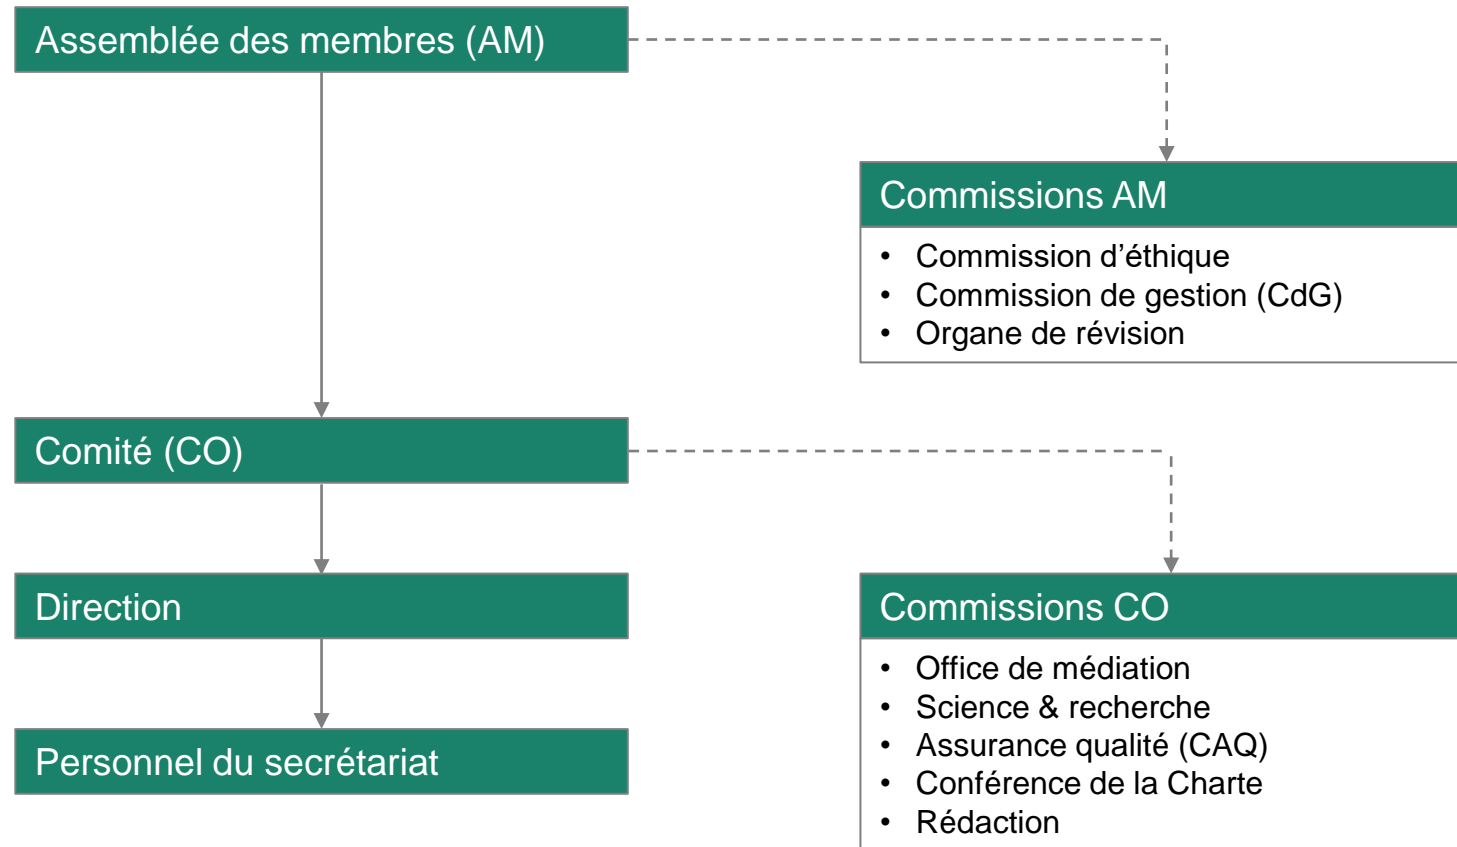 Assemblée des membres (AM)
Commissions AM
• Commission d’éthique
• Commission de gestion (CdG)
• Organe de révision
Comité (CO)
Direction
Commissions CO
• Office de médiation
• Science & recherche
• Assurance qualité (CAQ)
• Conférence de la Charte
• Rédaction
Personnel du secrétariat